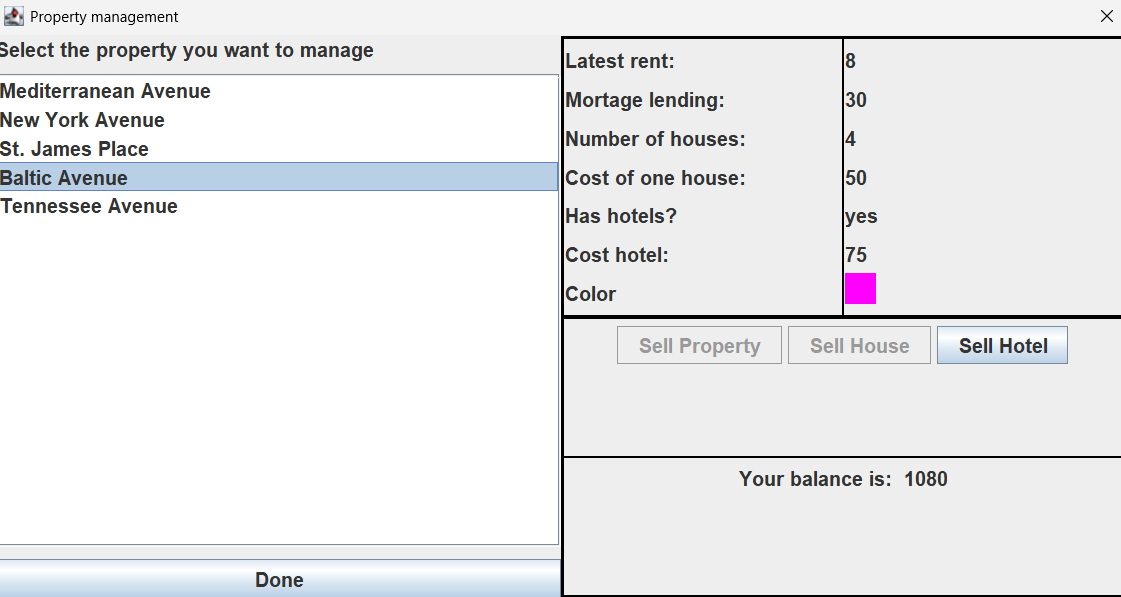 Property management
Select the property you want to manage
Mediterranean Avenue
New York Avenue
St. James Place
Baltic Avenue
Tennessee Avenue
Done
Latest rent: 8
Mortage lending: 30
Number of houses: 4
Cost of one house: 50
Has hotels? yes
Cost hotel: 75
Color
Sell Property Sell House Sell Hotel
Your balance is: 1080